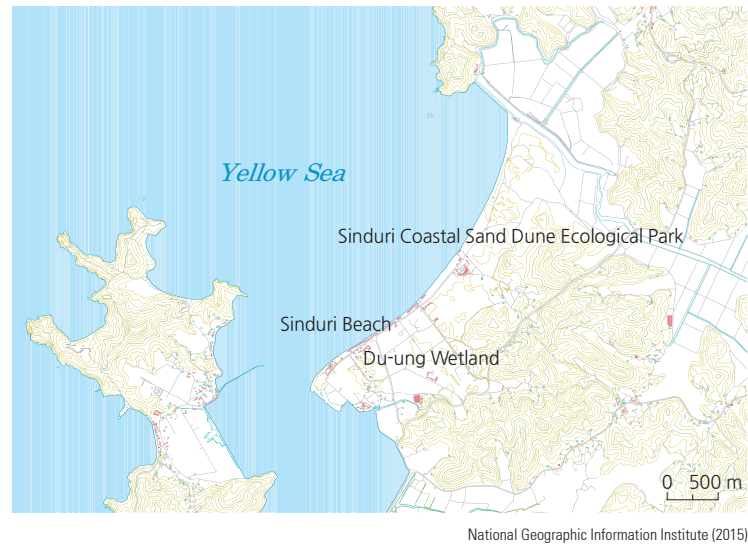 Yellow Sea
Sinduri Coastal Sand Dune Ecological Park
Sinduri Beach
Du-ung Wetland
0 500 m
National Geographic Information Institute (2015)